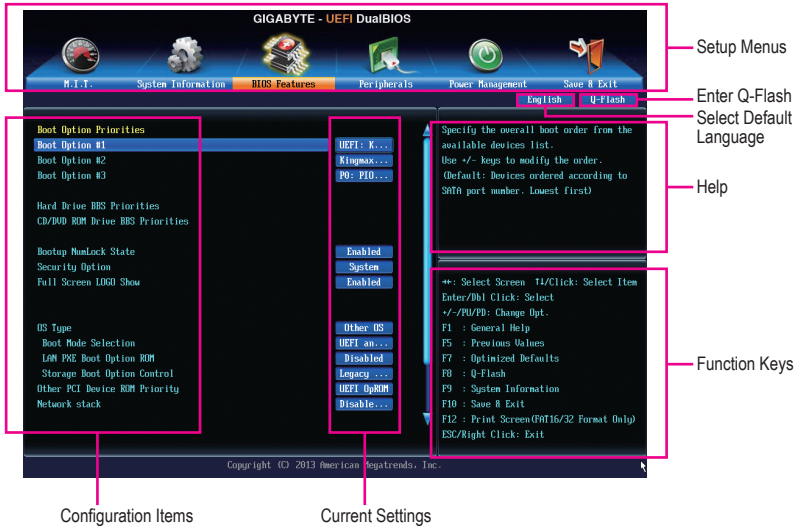 GIGABYTE - UEFI DualBIOS
M.I.T.
System Information
BIOS Features
Peripherals
Power Management
Save & Exit
Setup Menus
English
Q-Flash
Enter Q-Flash
Select Default
Language
Boot Option Priorities
Boot Option #1 UEFI: K...
Boot Option #2 Kingmax...
Boot Option #3 P0: PIO...
Hard Drive BBS Priorities
CD/DVD ROM Drive BBS Priorities
Bootup NumLock State Enabled
Security Option System
Full Screen LOGO Show Enabled
OS Type Other OS
Boot Mode Selection UEFI an...
LAN PXE Boot Option ROM Disabled
Storage Boot Option Control Legacy ...
Other PCI Device ROM Priority UEFI OpROM
Network stack Disable...
Specify the overall boot order from the
available devices list.
Use +/- keys to modify the order.
(Default: Devices ordered according to
SATA port number. Lowest first)
Help
→←: Select Screen ↑↓/Click: Select Item
Enter/Dbl Click: Select
+/-/PU/PD: Change Opt.
F1 : General Help
F5 : Previous Values
F7 : Optimized Defaults
F8 : Q-Flash
F9 : System Information
F10 : Save & Exit
F12 : Print Screen(FAT16/32 Format Only)
ESC/Right Click: Exit
Function Keys
Copyright (C) 2013 American Megatrends, Inc.
Configuration Items
Current Settings